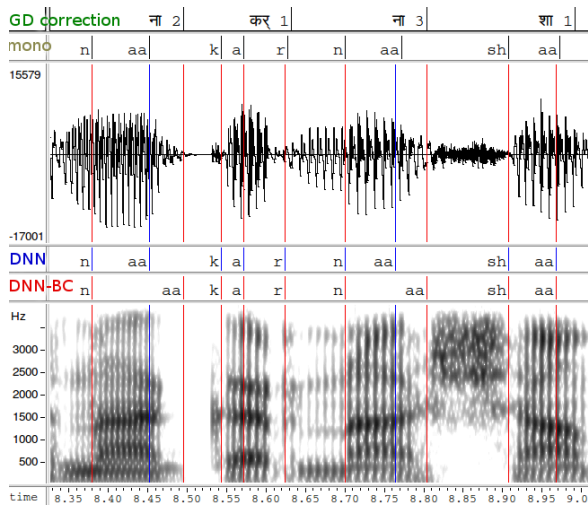 GD correction ना 2 कर् 1 ना 3 शा 1
mono n aa k a r n aa sh aa
15579
-17001
DNN n aa k a r n aa sh aa
DNN-BC n aa k a r n aa sh aa
Hz
3000
2500
2000
1500
1000
500
time 8.35 8.40 8.45 8.50 8.55 8.60 8.65 8.70 8.75 8.80 8.85 8.90 8.95 9.0